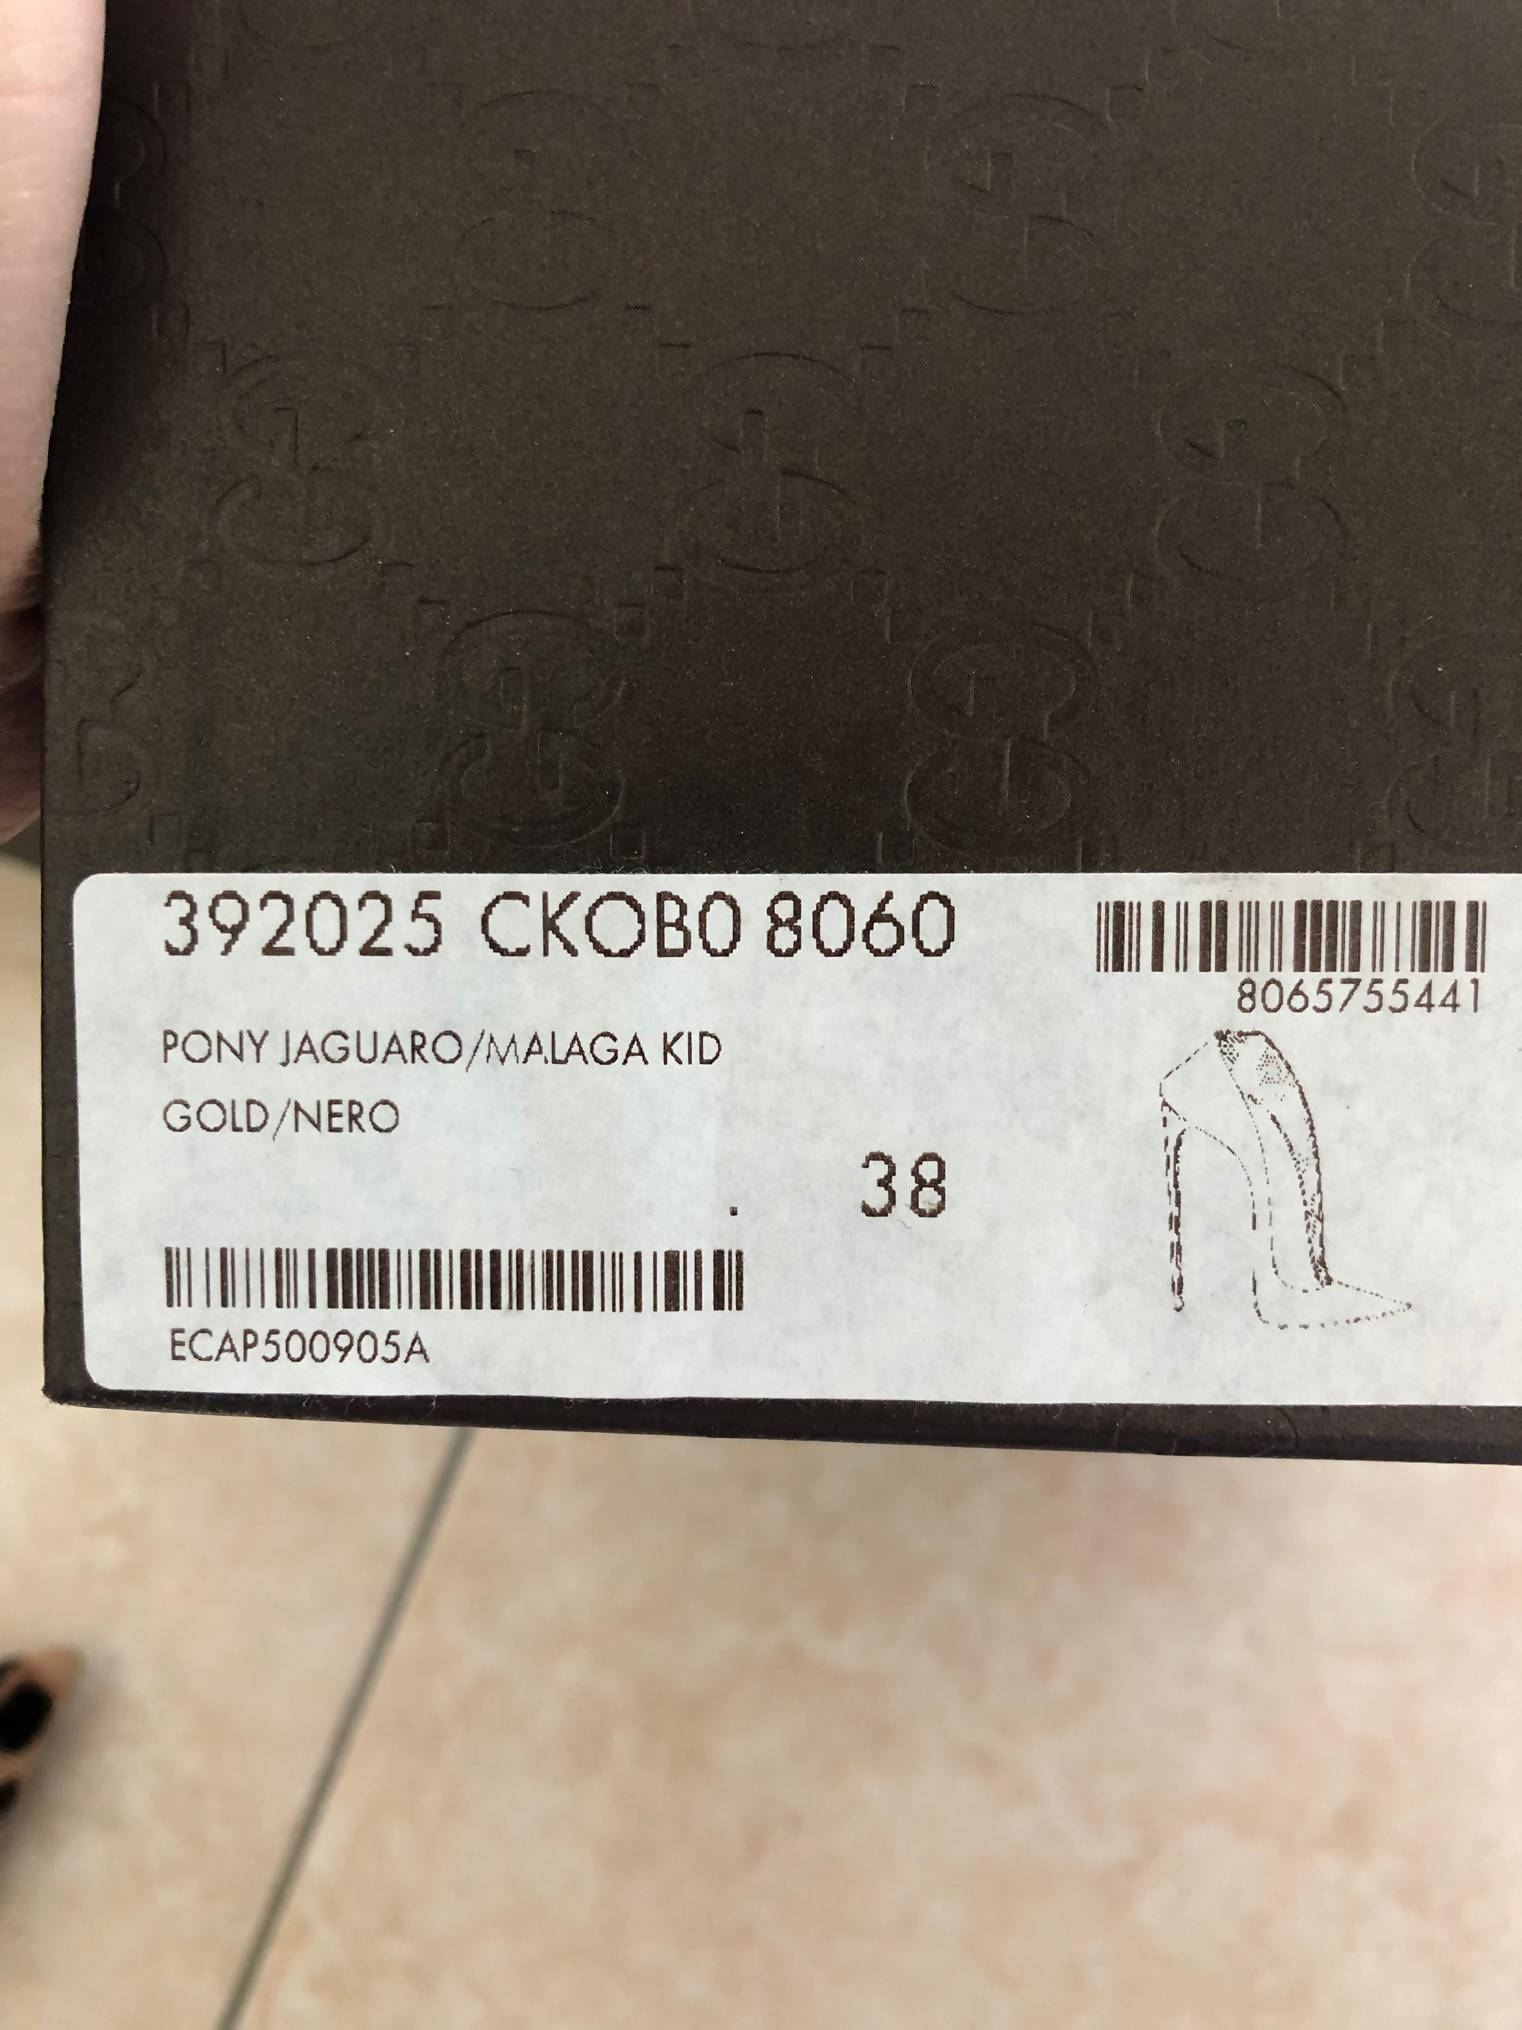 392025 CKOB0 8060
8065755441
PONY JAGUARO/MALAGA KID
GOLD/NERO
. 38
ECAP500905A